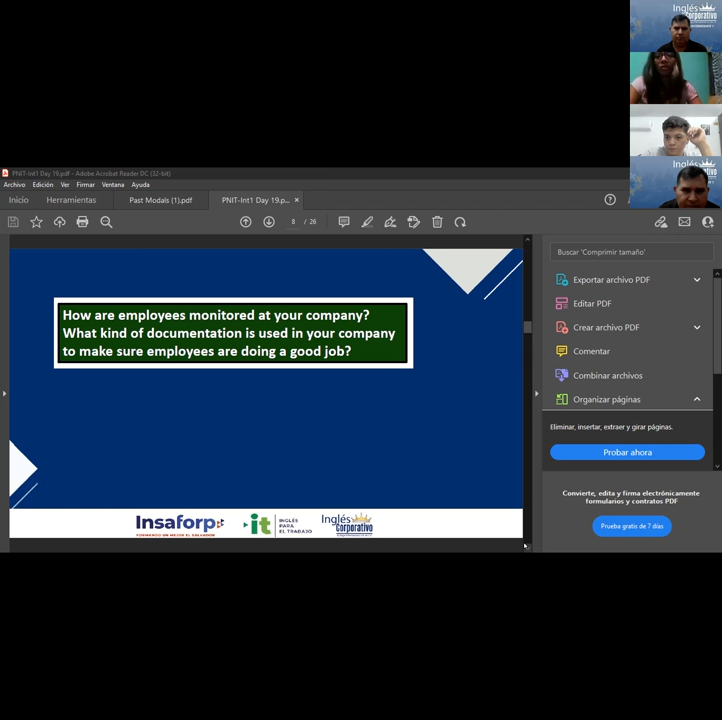 Inglés
Corporativo
PNIT-Int1 Day 19.pdf - Adobe Acrobat Reader DC (32-bit)
Archivo Edición Ver Firmar Ventana Ayuda
Inicio Herramientas Past Modals (1).pdf PNIT-Int1 Day 19.p... ×
8 / 26
Buscar 'Comprimir tamaño'
Exportar archivo PDF
Editar PDF
Crear archivo PDF
Comentar
Combinar archivos
Organizar páginas
Eliminar, insertar, extraer y girar páginas.
Probar ahora
Convierte, edita y firma electrónicamente
formularios y contratos PDF
Prueba gratis de 7 días
How are employees monitored at your company?
What kind of documentation is used in your company
to make sure employees are doing a good job?
Insaforp
FORMANDO UN MEJOR EL SALVADOR
it
INGLÉS
PARA
EL TRABAJO
Inglés
Corporativo
Inglés
Corporativo